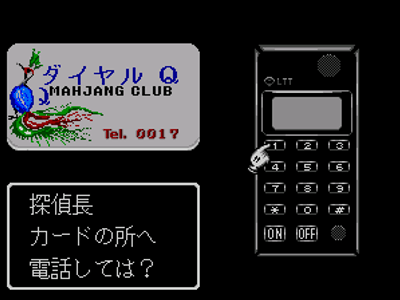 ダイヤル Q2
MAHJANG CLUB
Tel. 0017
LTT
1 2 3
4 5 6
7 8 9
* 0 #
ON OFF
探偵長
カードの所へ
電話しては？